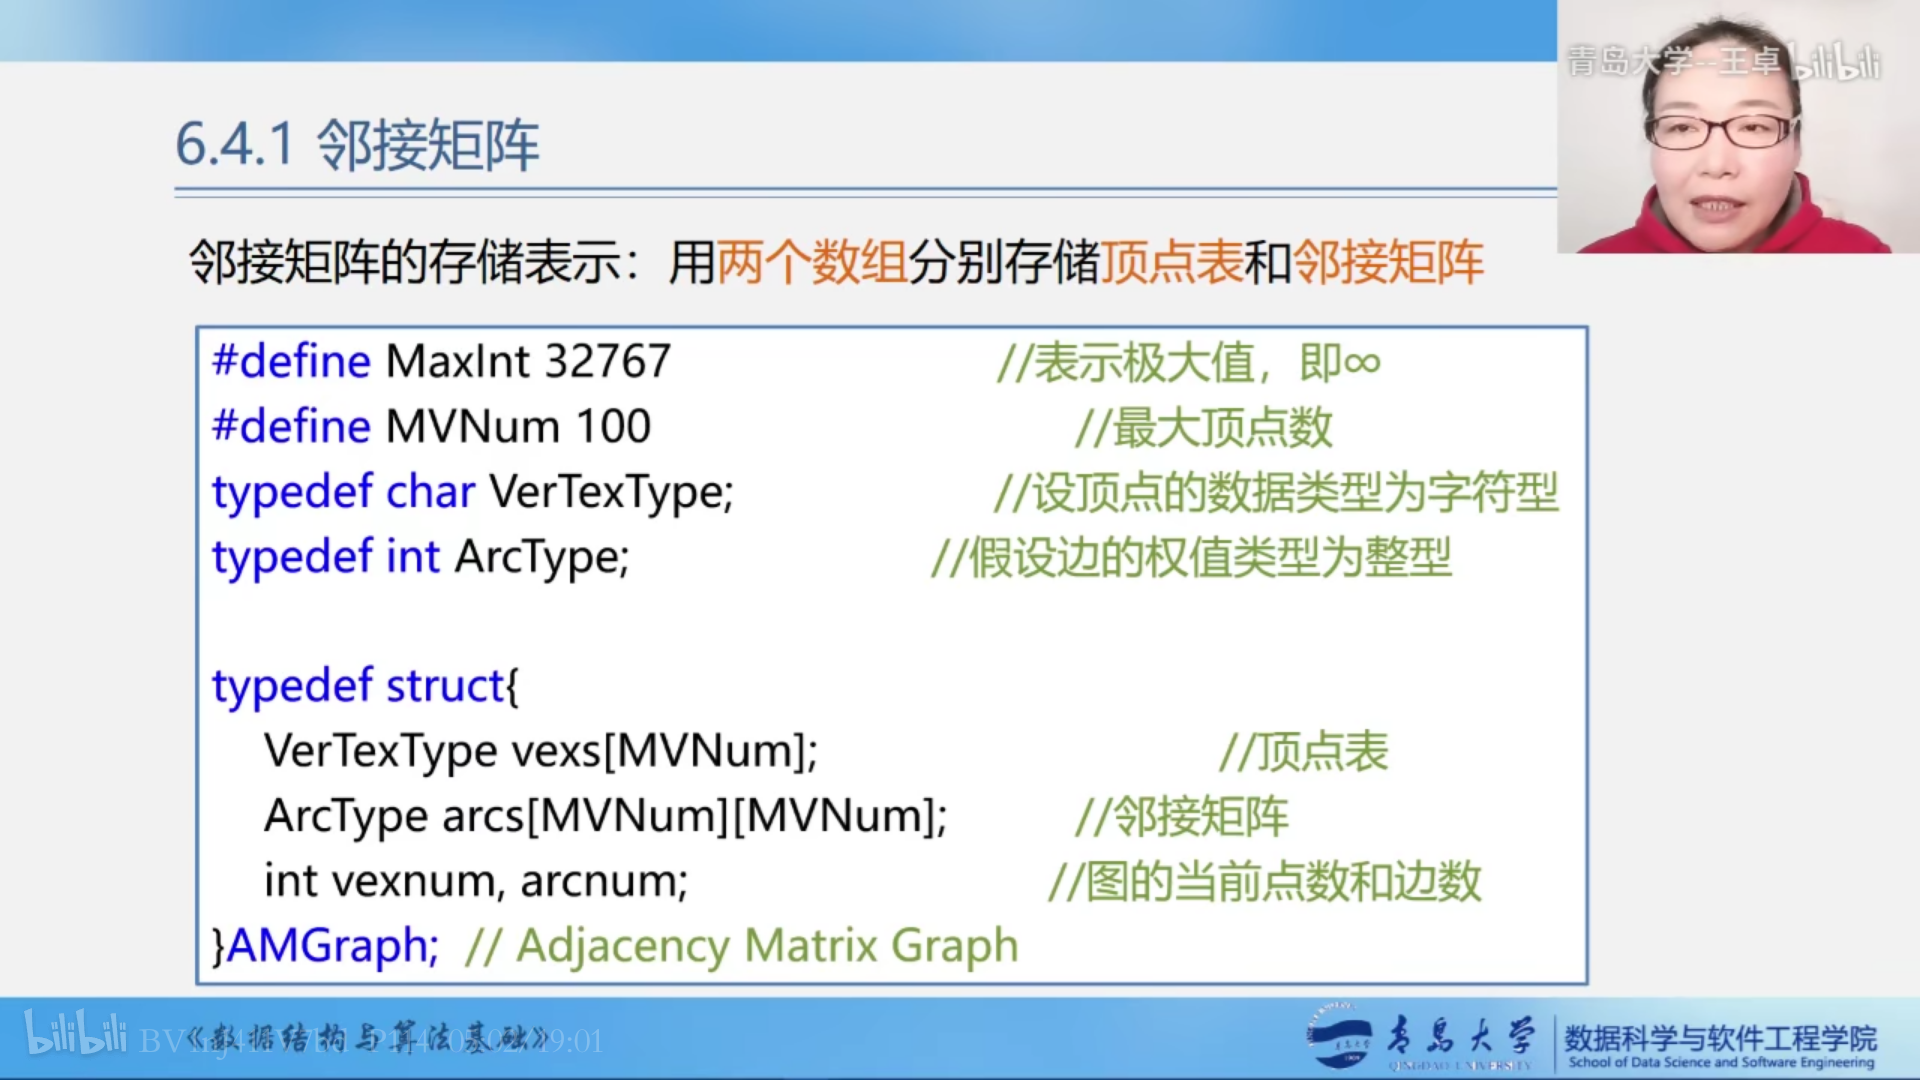 青岛大学--王卓 bilibili
6.4.1 邻接矩阵
邻接矩阵的存储表示：用两个数组分别存储顶点表和邻接矩阵
#define MaxInt 32767 //表示极大值，即∞
#define MVNum 100 //最大顶点数
typedef char VerTexType; //设顶点的数据类型为字符型
typedef int ArcType; //假设边的权值类型为整型
typedef struct{
VerTexType vexs[MVNum]; //顶点表
ArcType arcs[MVNum][MVNum]; //邻接矩阵
int vexnum, arcnum; //图的当前点数和边数
}AMGraph; // Adjacency Matrix Graph
bilibili
《数据结构与算法基础》
青岛大学
QINGDAO UNIVERSITY
数据科学与软件工程学院
School of Data Science and Software Engineering